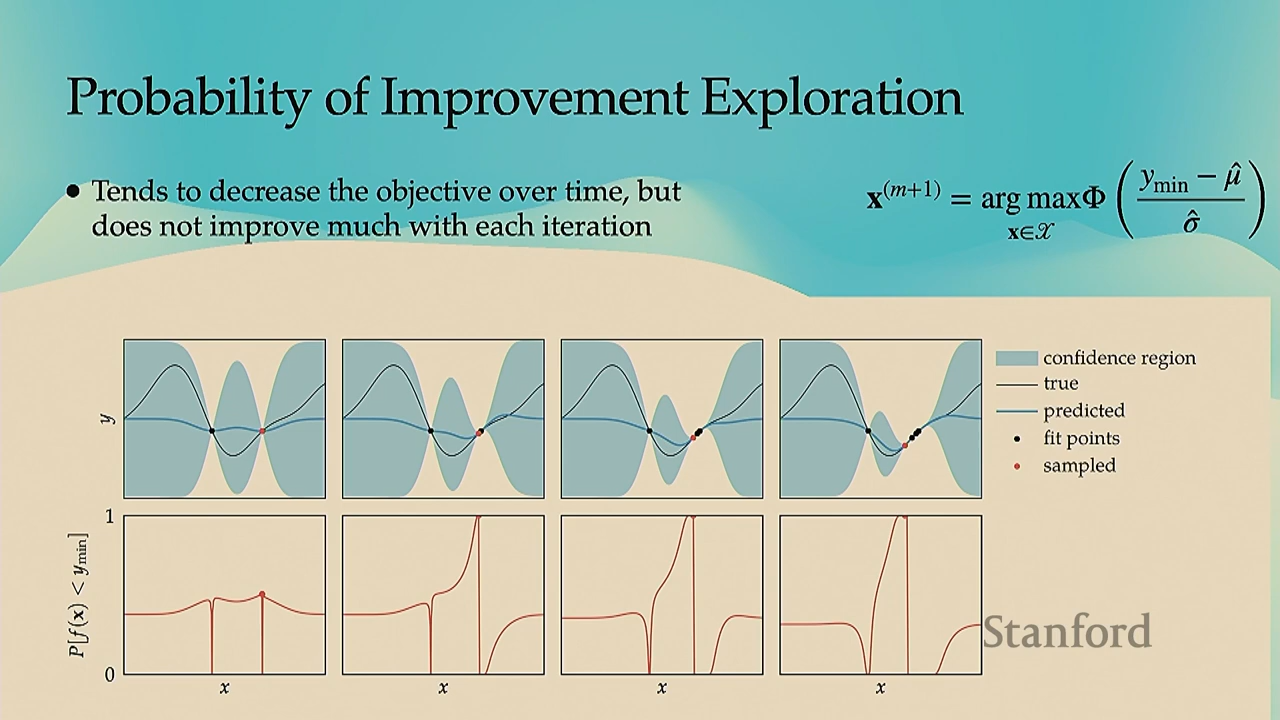 Probability of Improvement Exploration
• Tends to decrease the objective over time, but
does not improve much with each iteration
x^(m+1) = arg max Φ ( (y_min − μ̂) / σ̂ )
x∈𝒳
confidence region
true
predicted
fit points
sampled
y
1
P[f(x) < y_min]
0
x
x
x
x
Stanford